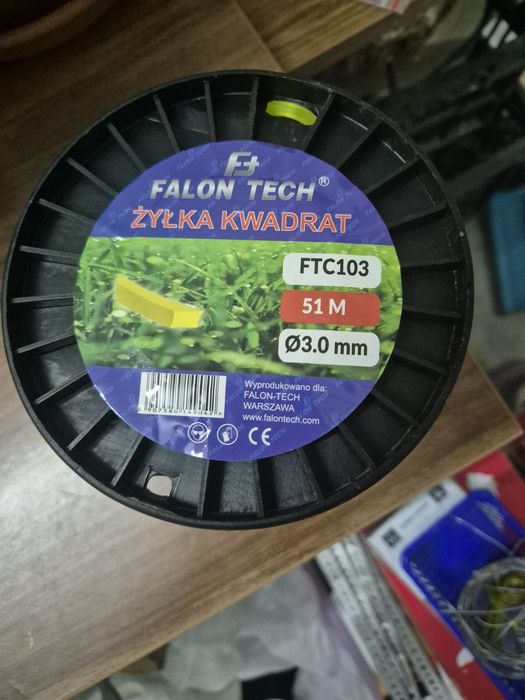 FALON TECH®
ŻYŁKA KWADRAT
FTC103
51 M
Ø3.0 mm
Wyprodukowano dla:
FALON-TECH
WARSZAWA
www.falontech.com
CE